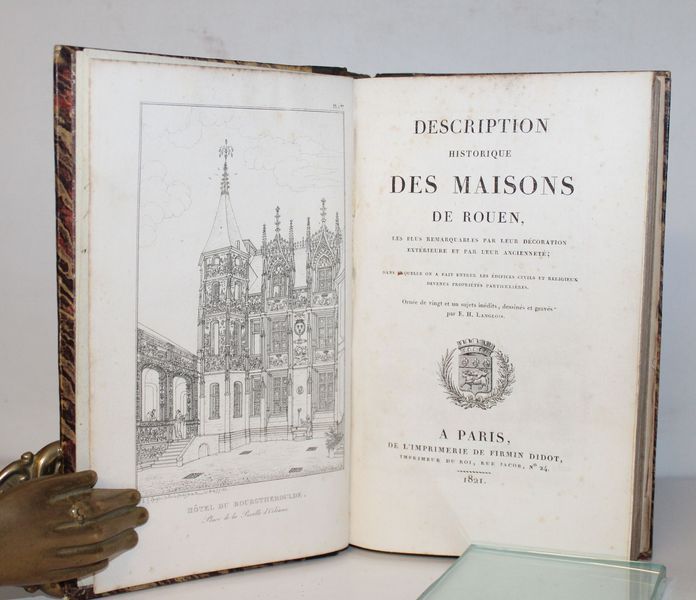 Pl. 1re
HÔTEL DU BOURGTHEROULDE,
Place de la Pucelle d'Orléans
DESCRIPTION
HISTORIQUE
DES MAISONS
DE ROUEN,
LES PLUS REMARQUABLES PAR LEUR DÉCORATION
EXTÉRIEURE ET PAR LEUR ANCIENNETÉ;
DANS LAQUELLE ON A FAIT ENTRER LES ÉDIFICES CIVILS ET RELIGIEUX
DEVENUS PROPRIÉTÉS PARTICULIÈRES.
Ornée de vingt et un sujets inédits, dessinés et gravés
par E. H. LANGLOIS.
A PARIS,
DE L'IMPRIMERIE DE FIRMIN DIDOT,
IMPRIMEUR DU ROI, RUE JACOB, No 24.
1821.